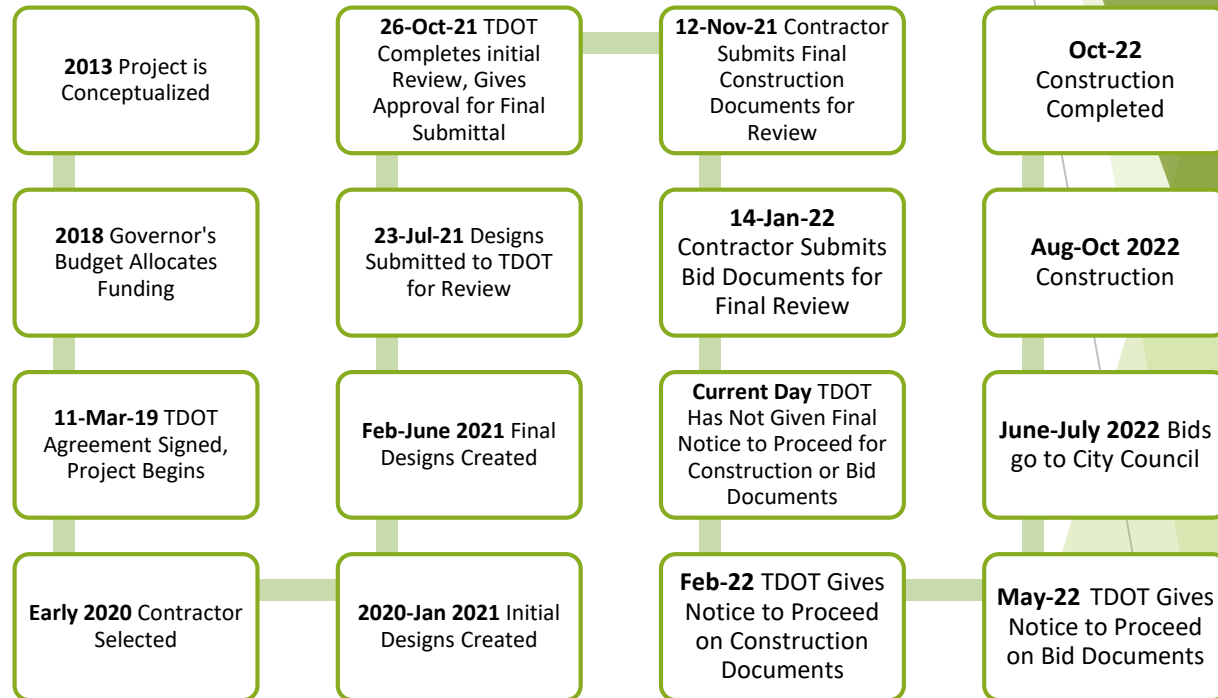 2013 Project is
Conceptualized
2018 Governor's
Budget Allocates
Funding
11-Mar-19 TDOT
Agreement Signed,
Project Begins
Early 2020 Contractor
Selected
2020-Jan 2021 Initial
Designs Created
Feb-June 2021 Final
Designs Created
23-Jul-21 Designs
Submitted to TDOT
for Review
26-Oct-21 TDOT
Completes initial
Review, Gives
Approval for Final
Submittal
12-Nov-21 Contractor
Submits Final
Construction
Documents for
Review
14-Jan-22
Contractor Submits
Bid Documents for
Final Review
Current Day TDOT
Has Not Given Final
Notice to Proceed for
Construction or Bid
Documents
Feb-22 TDOT Gives
Notice to Proceed
on Construction
Documents
May-22 TDOT Gives
Notice to Proceed
on Bid Documents
June-July 2022 Bids
go to City Council
Aug-Oct 2022
Construction
Oct-22
Construction
Completed